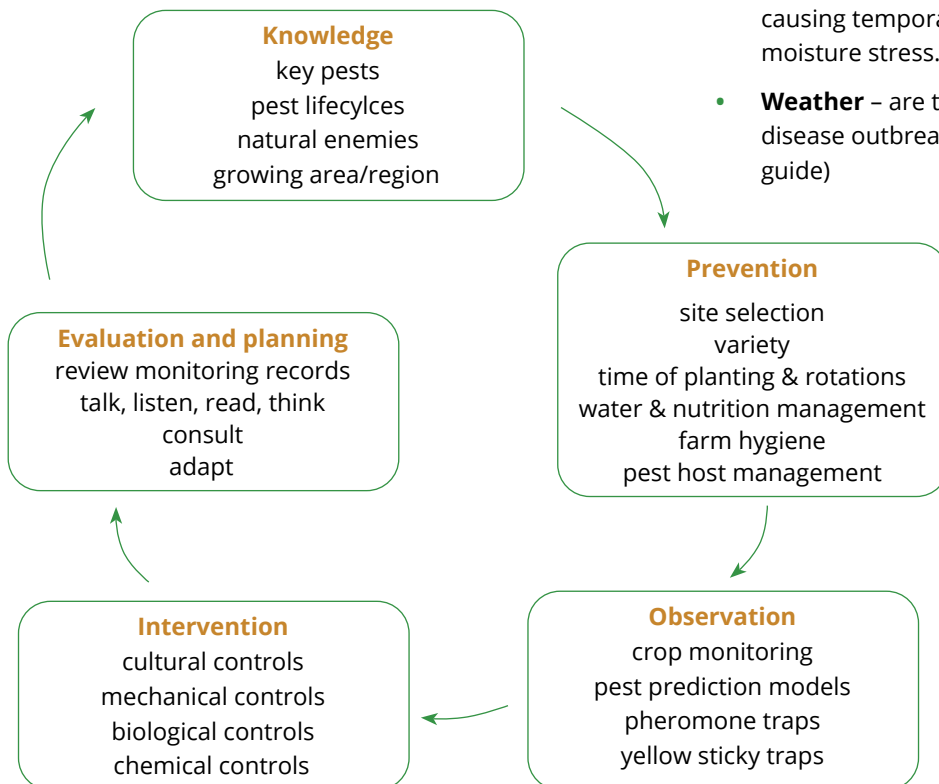 Knowledge
key pests
pest lifecylces
natural enemies
growing area/region
causing
moisture stress.
• Weather – are
disease
guide)
Prevention
site selection
variety
time of planting & rotations
water & nutrition management
farm hygiene
pest host management
Observation
crop monitoring
pest prediction models
pheromone traps
yellow sticky traps
Intervention
cultural controls
mechanical controls
biological controls
chemical controls
Evaluation and planning
review monitoring records
talk, listen, read, think
consult
adapt